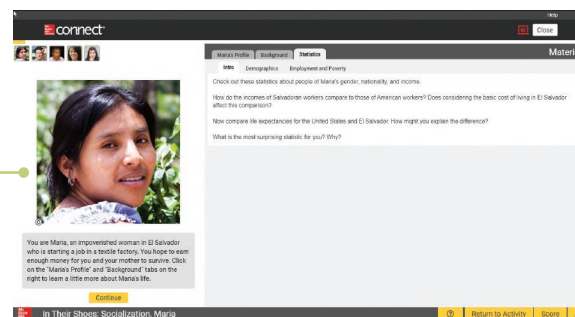 Help
connect
Close
Maria's Profile
Background
Statistics
Materi
Intro
Demographics
Employment and Poverty
Check out these statistics about people of Maria's gender, nationality, and income.
How do the incomes of Salvadoran workers compare to those of American workers? Does considering the basic cost of living in El Salvador
affect this comparison?
Now compare life expectancies for the United States and El Salvador. How might you explain the difference?
What is the most surprising statistic for you? Why?
©
You are Maria, an impoverished woman in El Salvador
who is starting a job in a textile factory. You hope to earn
enough money for you and your mother to survive. Click
on the "Maria's Profile" and "Background" tabs on the
right to learn a little more about Maria's life.
Continue
In Their Shoes: Socialization, Maria
?
Return to Activity
Score